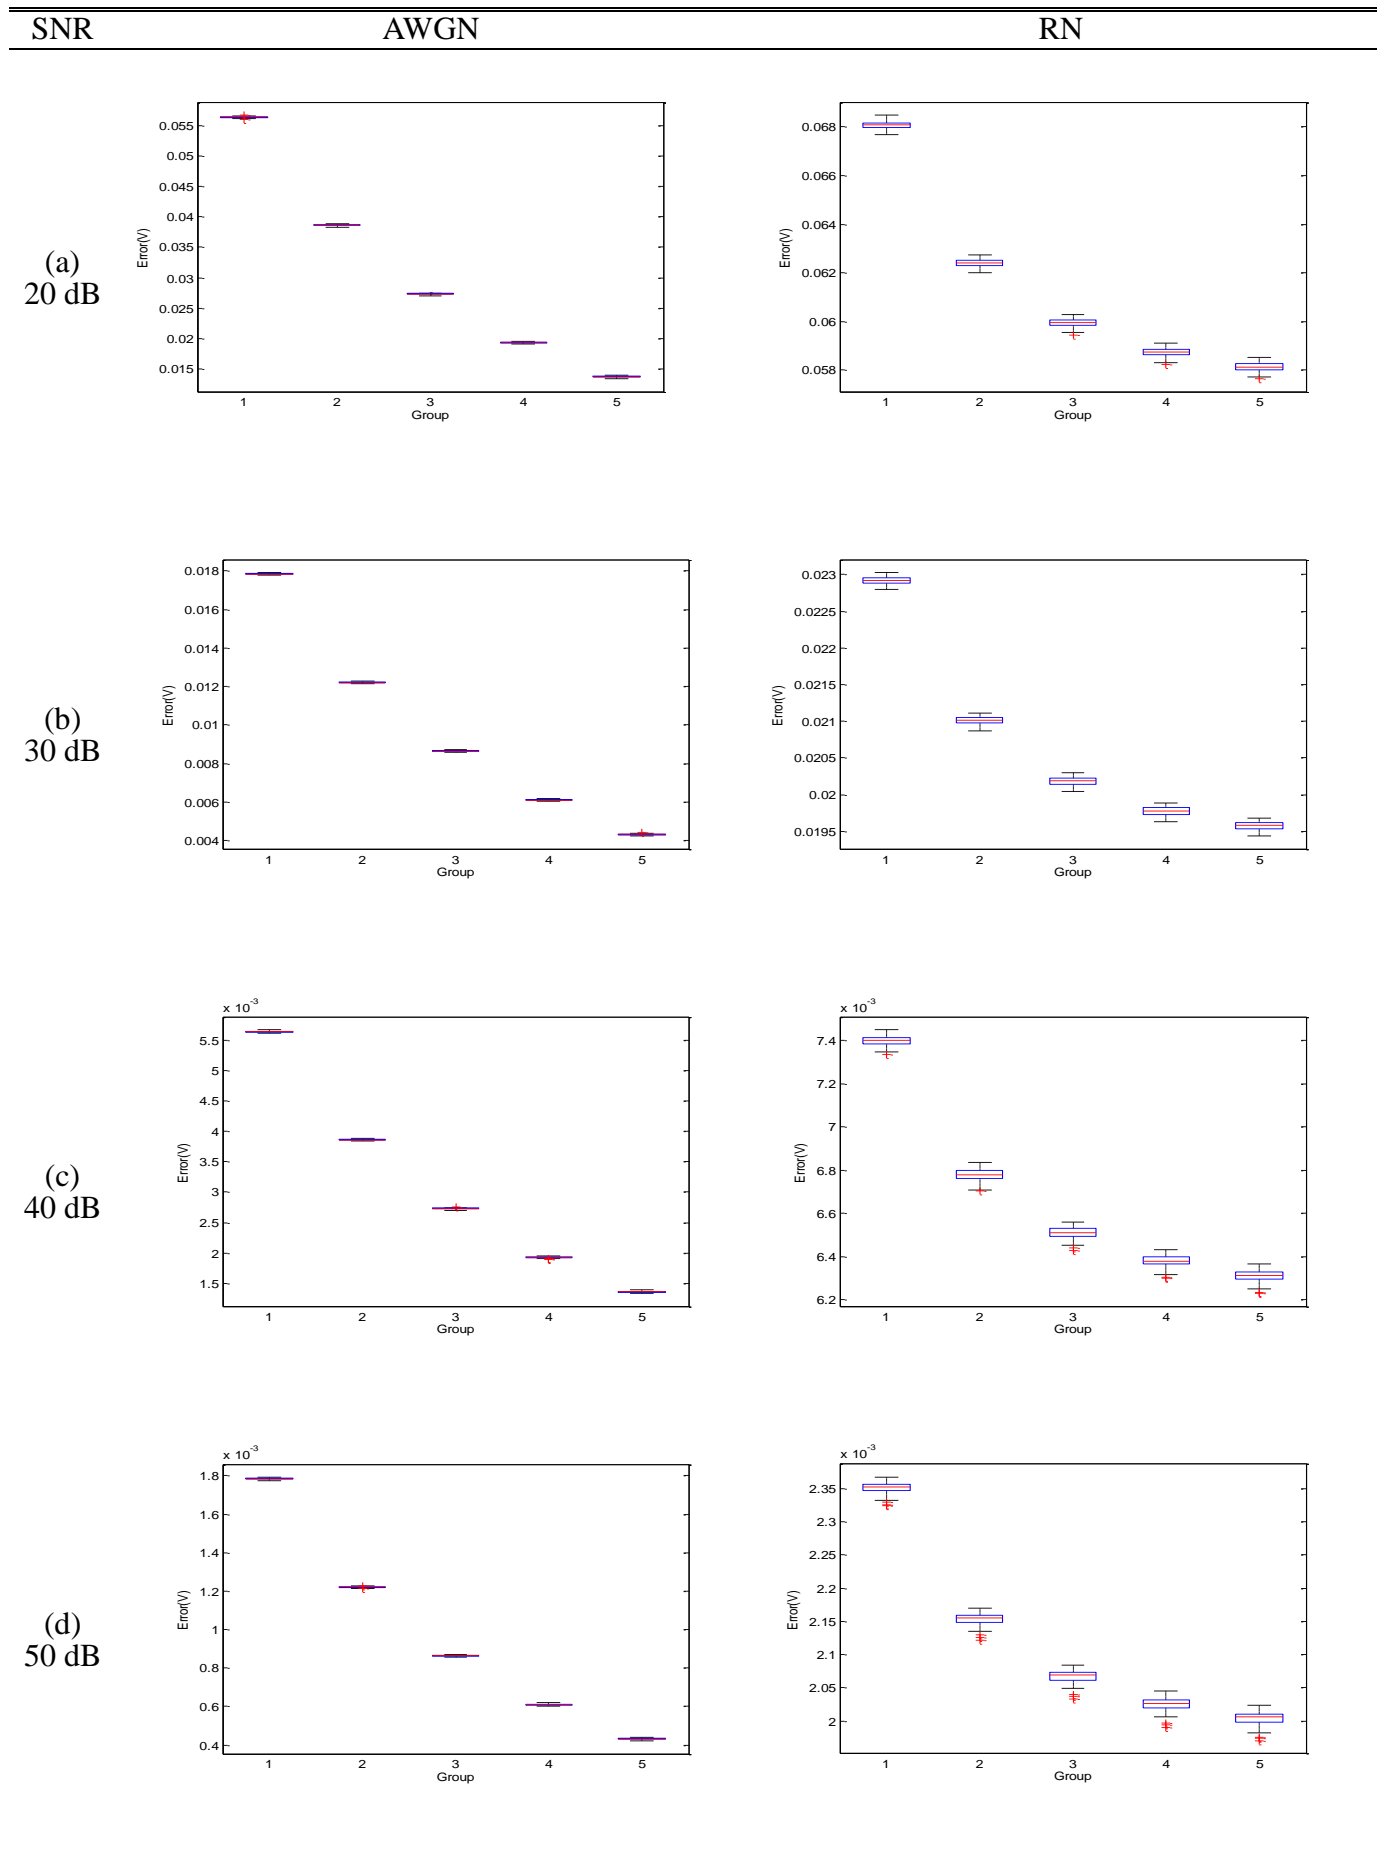 SNR AWGN RN
(a)
20 dB
0.055
0.05
0.045
0.04
0.035
0.03
0.025
0.02
0.015
Error(V)
1 2 3 4 5
Group
0.068
0.066
0.064
0.062
0.06
0.058
Error(V)
1 2 3 4 5
Group
(b)
30 dB
0.018
0.016
0.014
0.012
0.01
0.008
0.006
0.004
Error(V)
1 2 3 4 5
Group
0.023
0.0225
0.022
0.0215
0.021
0.0205
0.02
0.0195
Error(V)
1 2 3 4 5
Group
(c)
40 dB
x 10-3
5.5
5
4.5
4
3.5
3
2.5
2
1.5
Error(V)
1 2 3 4 5
Group
x 10-3
7.4
7.2
7
6.8
6.6
6.4
6.2
Error(V)
1 2 3 4 5
Group
(d)
50 dB
x 10-3
1.8
1.6
1.4
1.2
1
0.8
0.6
0.4
Error(V)
1 2 3 4 5
Group
x 10-3
2.35
2.3
2.25
2.2
2.15
2.1
2.05
2
Error(V)
1 2 3 4 5
Group